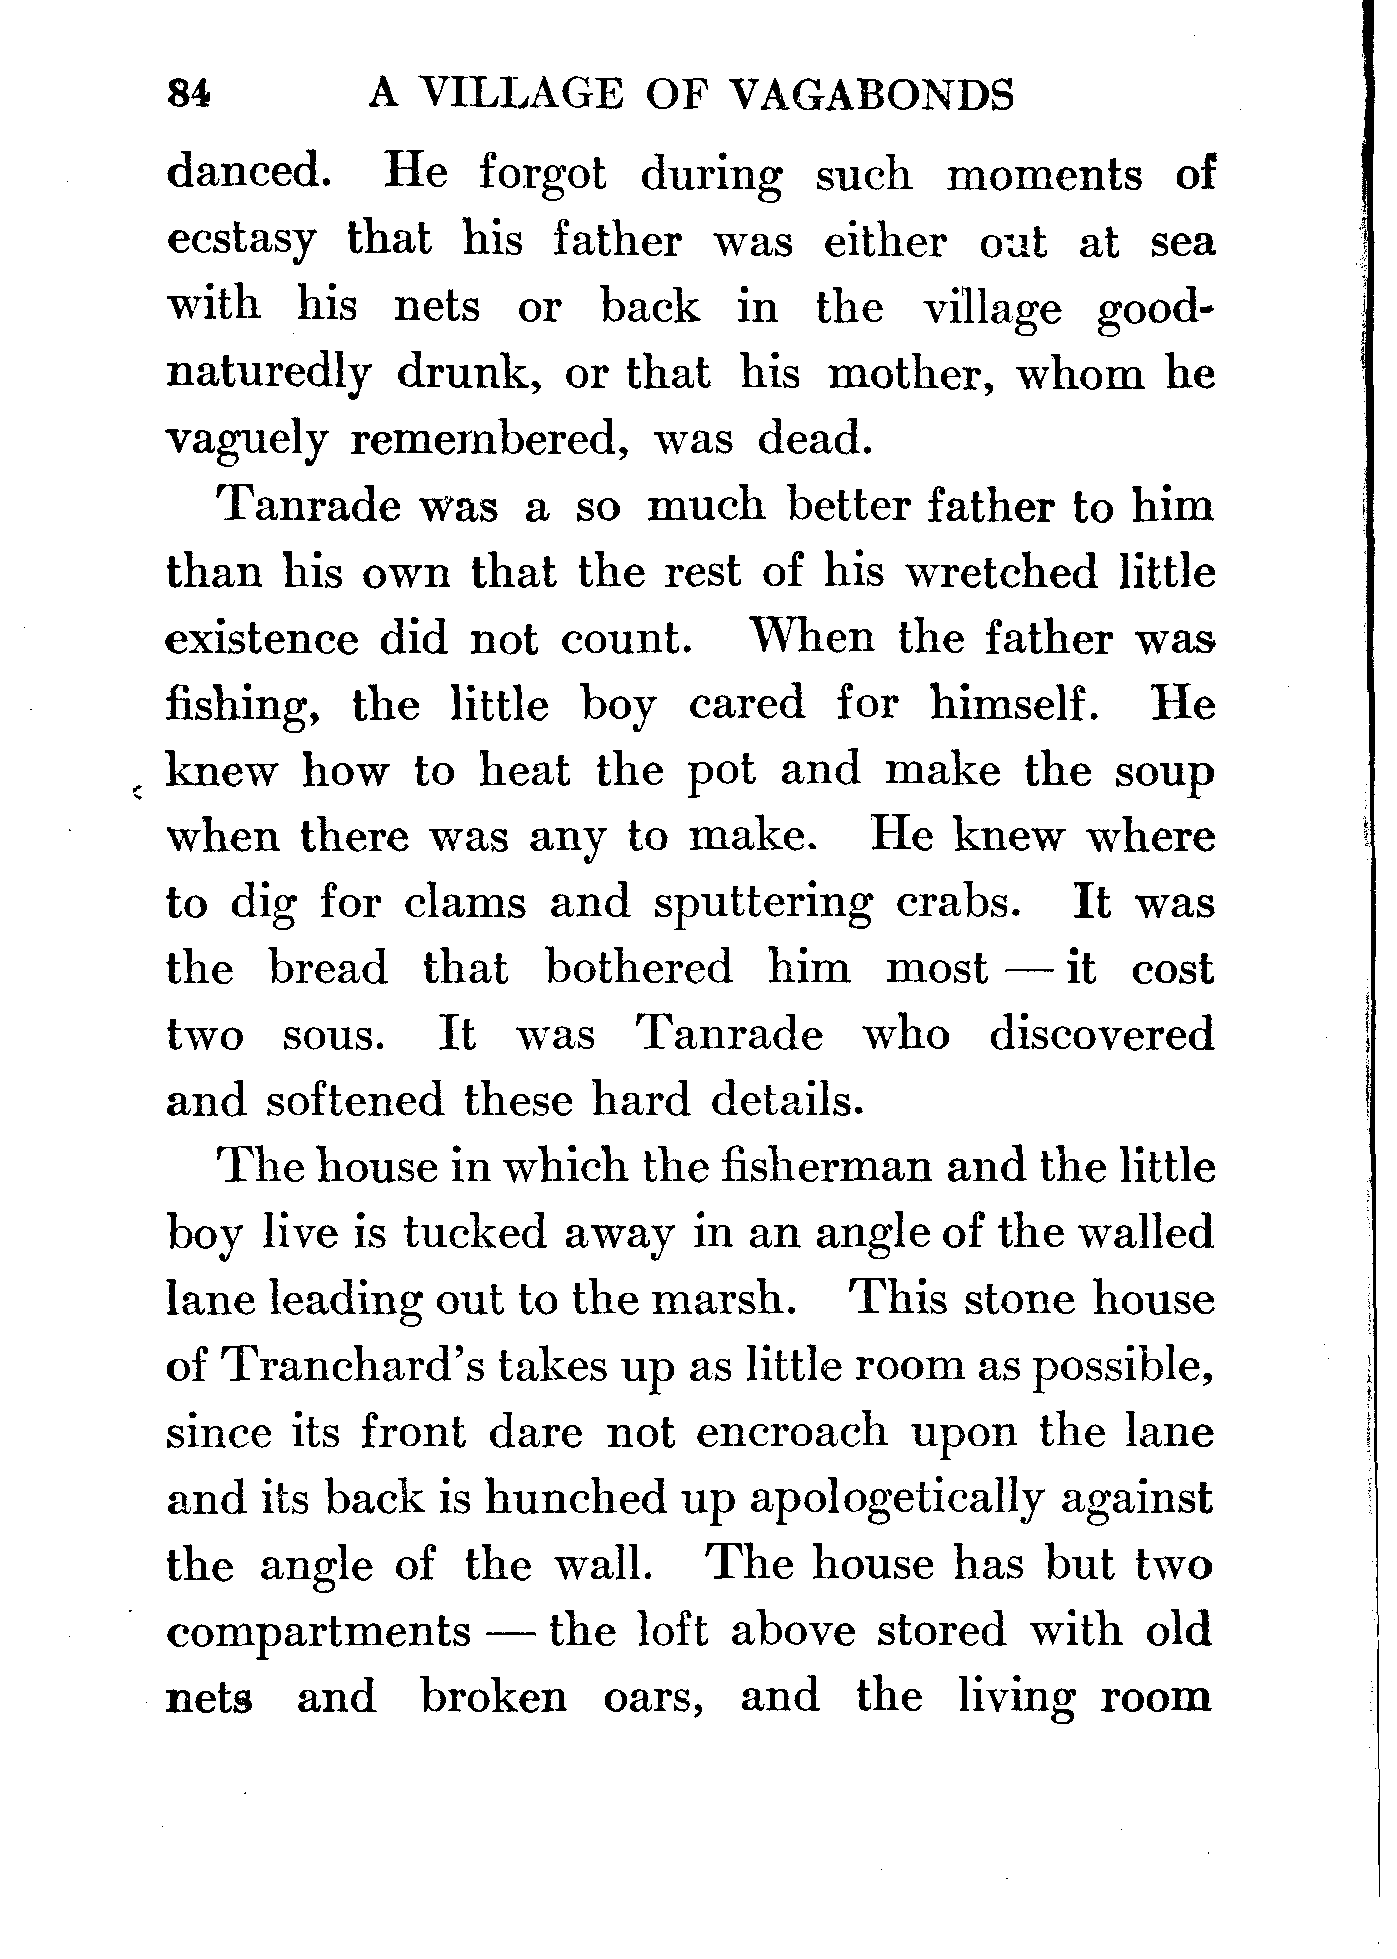 84 A VILLAGE OF VAGABONDS
danced. He forgot during such moments of
ecstasy that his father was either out at sea
with his nets or back in the village good-
naturedly drunk, or that his mother, whom he
vaguely remembered, was dead.
Tanrade was a so much better father to him
than his own that the rest of his wretched little
existence did not count. When the father was
fishing, the little boy cared for himself. He
knew how to heat the pot and make the soup
when there was any to make. He knew where
to dig for clams and sputtering crabs. It was
the bread that bothered him most — it cost
two sous. It was Tanrade who discovered
and softened these hard details.
The house in which the fisherman and the little
boy live is tucked away in an angle of the walled
lane leading out to the marsh. This stone house
of Tranchard's takes up as little room as possible,
since its front dare not encroach upon the lane
and its back is hunched up apologetically against
the angle of the wall. The house has but two
compartments — the loft above stored with old
nets and broken oars, and the living room